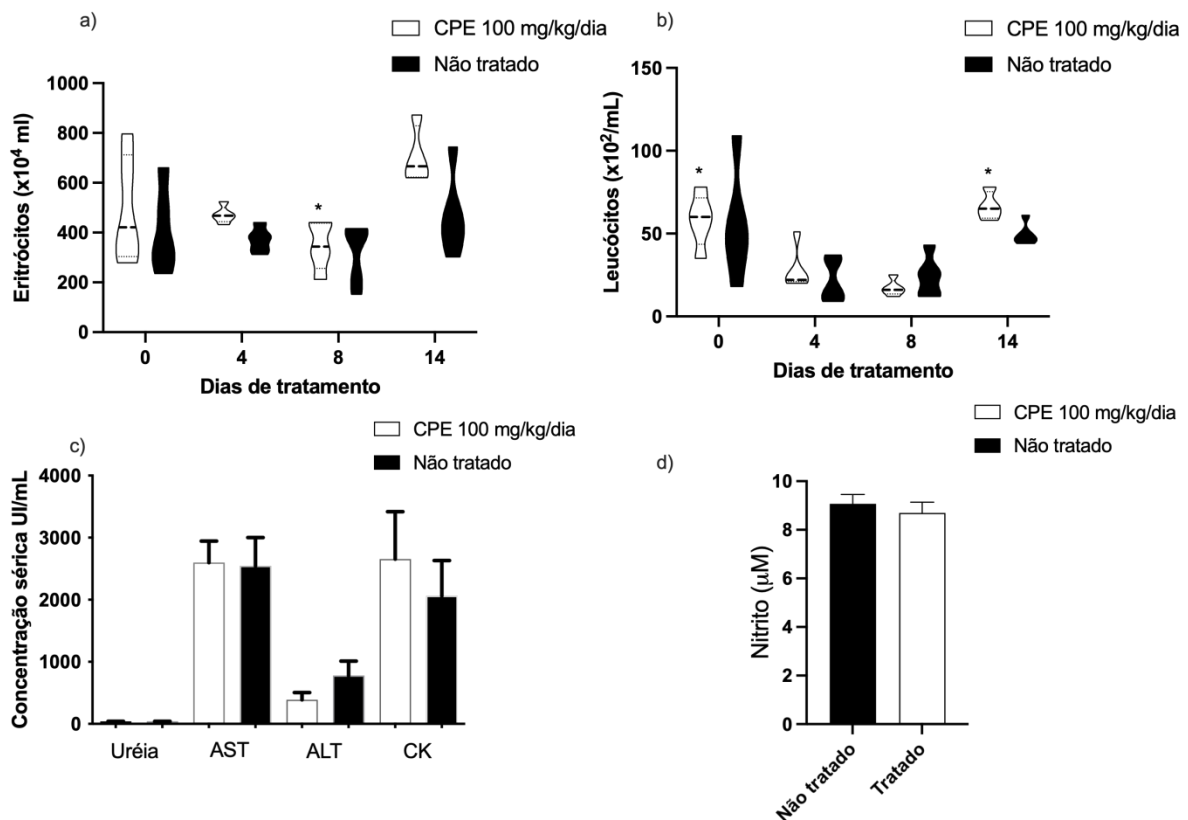 a)
CPE 100 mg/kg/dia
Não tratado
Eritrócitos (x10⁴ ml)
1000
800
600
400
200
0
*
0 4 8 14
Dias de tratamento
b)
CPE 100 mg/kg/dia
Não tratado
Leucócitos (x10²/mL)
150
100
50
0
* *
0 4 8 14
Dias de tratamento
c)
CPE 100 mg/kg/dia
Não tratado
Concentração sérica UI/mL
4000
3000
2000
1000
0
Uréia AST ALT CK
d)
CPE 100 mg/kg/dia
Não tratado
Nitrito (μM)
10
8
6
4
2
0
Não tratado
Tratado